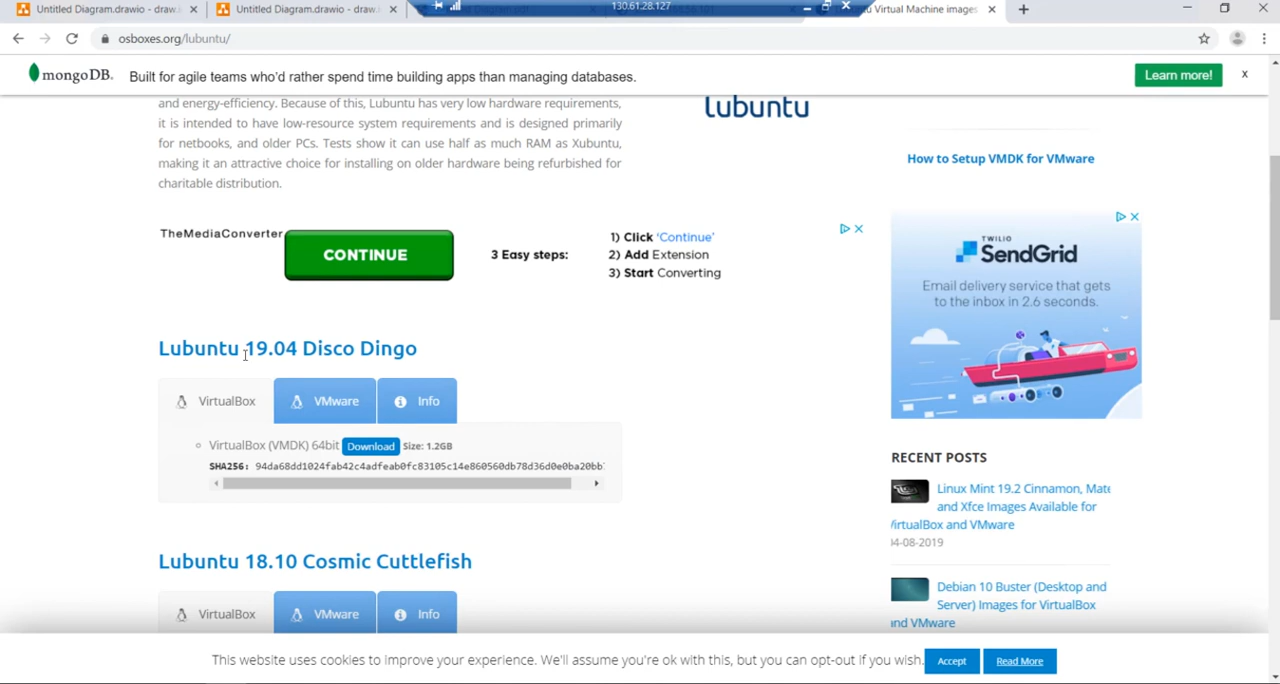 Untitled Diagram.drawio - draw.i
Untitled Diagram.drawio - draw.i
130.61.28.127
Virtual Machine images
osboxes.org/lubuntu/
mongoDB.
Built for agile teams who'd rather spend time building apps than managing databases.
Learn more!
X
and energy-efficiency. Because of this, Lubuntu has very low hardware requirements,
it is intended to have low-resource system requirements and is designed primarily
for netbooks, and older PCs. Tests show it can use half as much RAM as Xubuntu,
making it an attractive choice for installing on older hardware being refurbished for
charitable distribution.
lubuntu
How to Setup VMDK for VMware
TheMediaConverter
CONTINUE
3 Easy steps:
1) Click 'Continue'
2) Add Extension
3) Start Converting
TWILIO
SendGrid
Email delivery service that gets
to the inbox in 2.6 seconds.
Lubuntu 19.04 Disco Dingo
VirtualBox
VMware
Info
VirtualBox (VMDK) 64bit Download Size: 1.2GB
SHA256: 94da68dd1024fab42c4adfeab0fc83105c14e860560db78d36d0e0ba20bb
RECENT POSTS
Linux Mint 19.2 Cinnamon, Mate
and Xfce Images Available for
VirtualBox and VMware
04-08-2019
Lubuntu 18.10 Cosmic Cuttlefish
VirtualBox
VMware
Info
Debian 10 Buster (Desktop and
Server) Images for VirtualBox
and VMware
This website uses cookies to improve your experience. We'll assume you're ok with this, but you can opt-out if you wish.
Accept
Read More